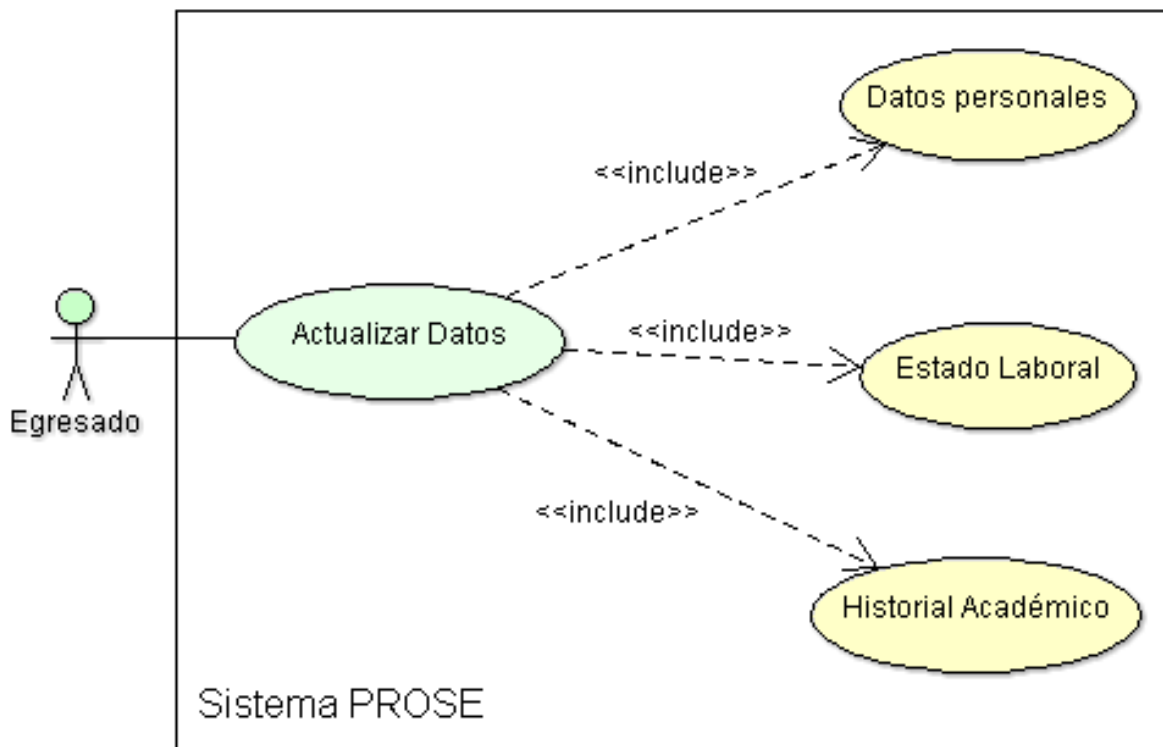 Datos personales
<<include>>
Actualizar Datos
<<include>>
Estado Laboral
Egresado
<<include>>
Historial Académico
Sistema PROSE